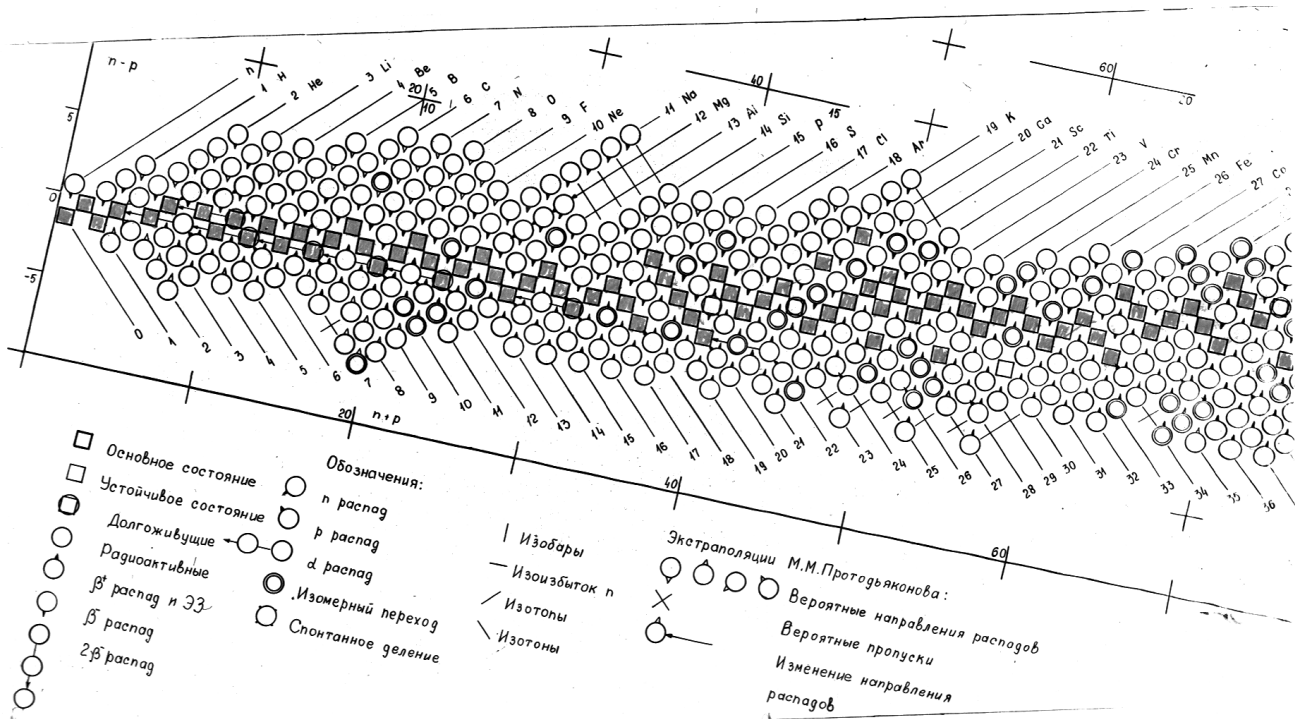 n-p
5
0
-5
n
1 H
2 He
3 Li
4 Be
5 B
6 C
7 N
8 O
9 F
10 Ne
11 Na
12 Mg
13 Al
14 Si
15 P
16 S
17 Cl
18 Ar
19 K
20 Ca
21 Sc
22 Ti
23 V
24 Cr
25 Mn
26 Fe
27 Co
20
10
40
15
60
20
0
1
2
3
4
5
6
7
8
9
10
11
12
13
14
15
16
17
18
19
20
21
22
23
24
25
26
27
28
29
30
31
32
33
34
35
36
20
n+p
40
60
Обозначения:
Основное состояние
Устойчивое состояние
Долгоживущие
Радиоактивные
β⁺ распад и ЭЗ
β⁻ распад
2β⁻ распад
n распад
p распад
α распад
Изомерный переход
Спонтанное деление
Изобары
Изоизбыток n
Изотопы
Изотоны
Экстраполяции М.М.Протодьяконова:
Вероятные направления распадов
Вероятные пропуски
Изменение направления
распадов